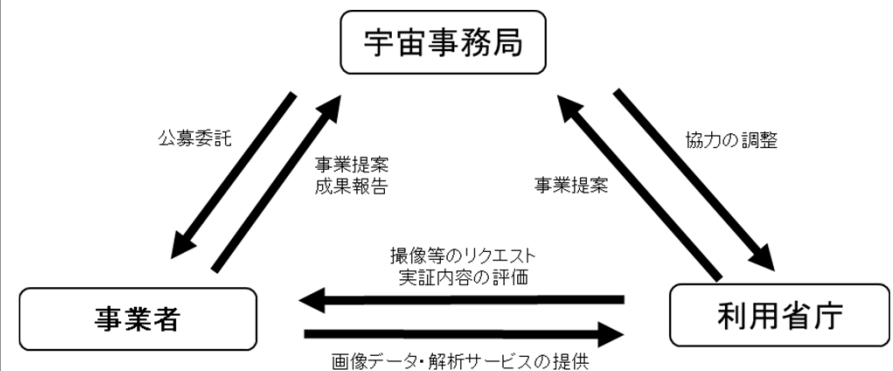 宇宙事務局
公募委託
事業提案
成果報告
事業提案
協力の調整
撮像等のリクエスト
実証内容の評価
事業者
利用省庁
画像データ・解析サービスの提供